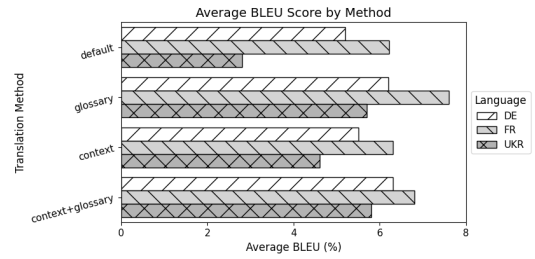 Average BLEU Score by Method
Translation Method
default
glossary
context
context+glossary
0 2 4 6 8
Average BLEU (%)
Language
DE
FR
UKR